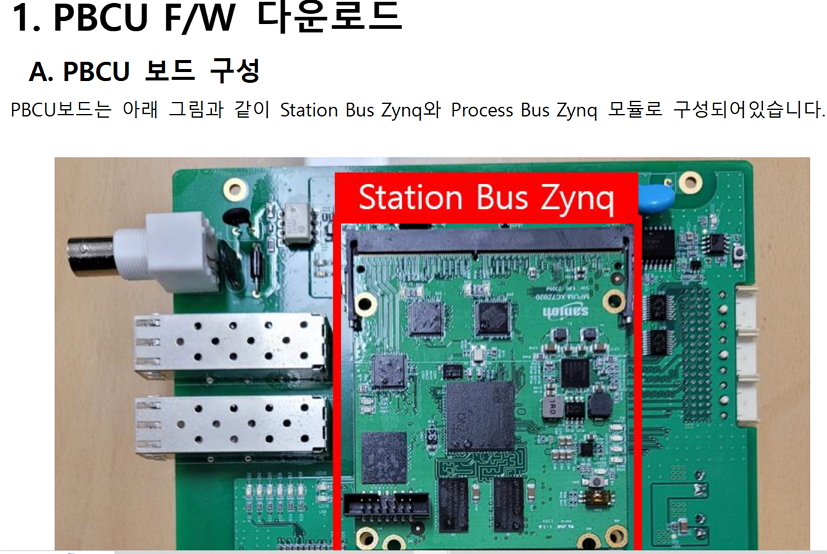 1. PBCU F/W 다운로드
A. PBCU 보드 구성
PBCU보드는 아래 그림과 같이 Station Bus Zynq와 Process Bus Zynq 모듈로 구성되어있습니다.
Station Bus Zynq
MPUM4XC7Z020